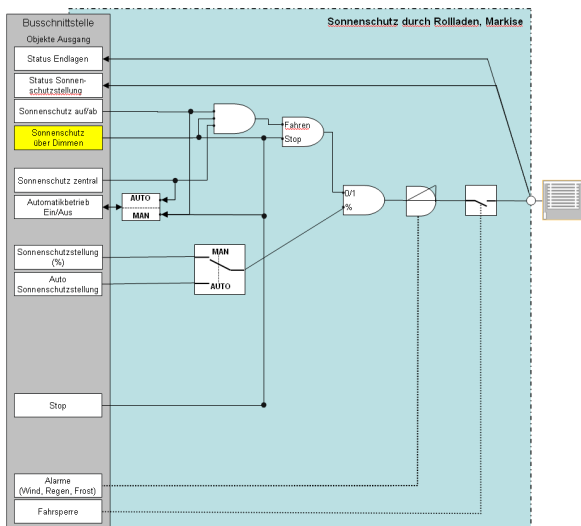 Busschnittstelle
Sonnenschutz durch Rollladen, Markise
Objekte Ausgang
Status Endlagen
Status Sonnen-
schutzstellung
Sonnenschutz auf/ab
Sonnenschutz
über Dimmen
Fahren
Stop
Sonnenschutz zentral
Automatikbetrieb
Ein/Aus
AUTO
MAN
0/1
%
Sonnenschutzstellung
(%)
Auto
Sonnenschutzstellung
MAN
AUTO
Stop
Alarme
(Wind, Regen, Frost)
Fahrsperre